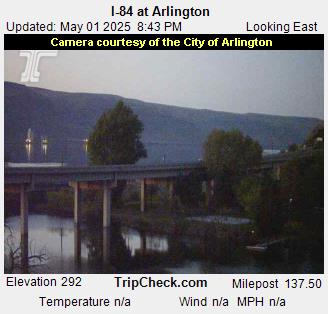 I-84 at Arlington
Updated: May 01 2025 8:43 PM Looking East
Camera courtesy of the City of Arlington
Elevation 292 TripCheck.com Milepost 137.50
Temperature n/a Wind n/a MPH n/a